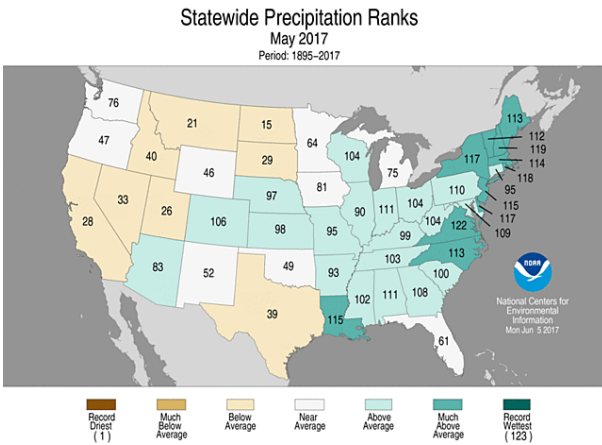 Statewide Precipitation Ranks
May 2017
Period: 1895-2017
76
21
15
64
113
47
104
112
119
117
114
40
29
75
118
46
81
110
95
97
115
33
104
117
28
26
106
98
90
111
104
122
109
95
99
113
83
52
49
93
103
100
NOAA
102
111
108
National Centers for
Environmental
Information
Mon Jun 5 2017
39
115
61
Record
Driest
(1)
Much
Below
Average
Below
Average
Near
Average
Above
Average
Much
Above
Average
Record
Wettest
(123)